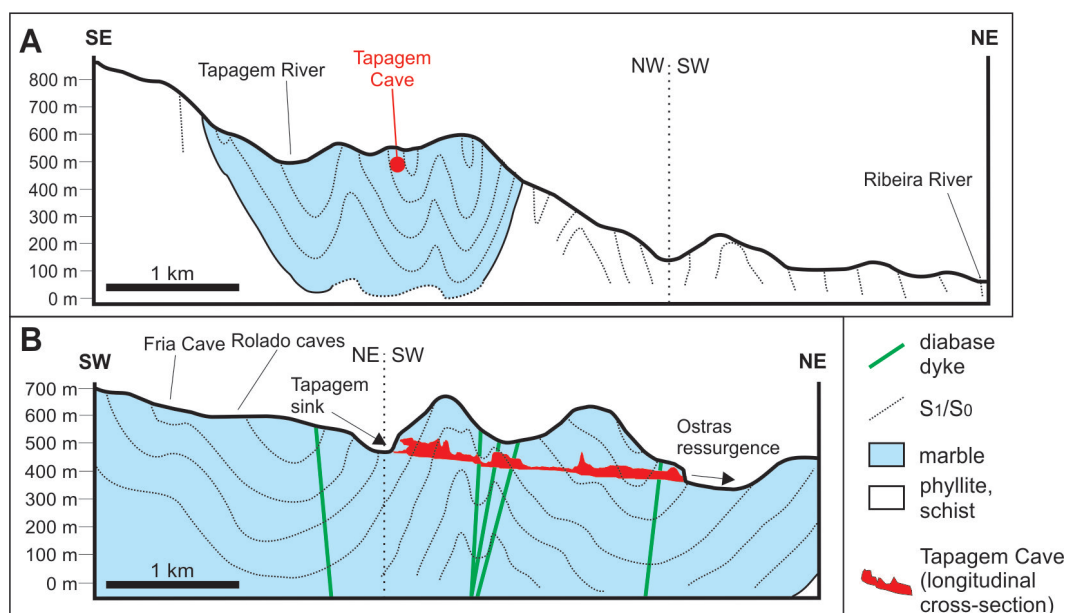 A
SE
NE
Tapagem River
Tapagem
Cave
NW
SW
Ribeira River
800 m
700 m
600 m
500 m
400 m
300 m
200 m
100 m
0 m
1 km
B
SW
NE
Fria Cave
Rolado caves
Tapagem
sink
NE
SW
Ostras
ressurgence
700 m
600 m
500 m
400 m
300 m
200 m
100 m
0 m
1 km
diabase
dyke
S1/S0
marble
phyllite,
schist
Tapagem Cave
(longitudinal
cross-section)